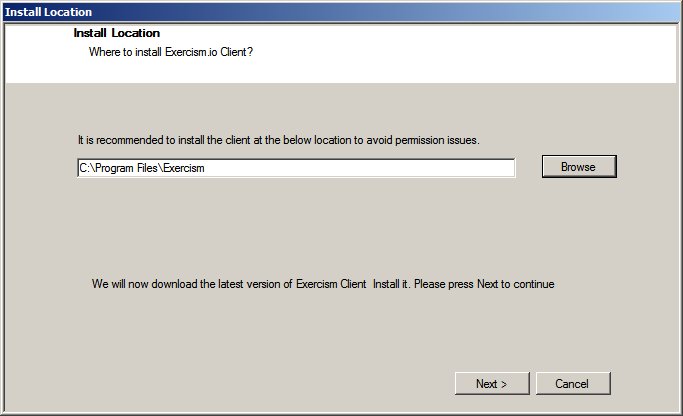 Install Location
Install Location
Where to install Exercism.io Client?
It is recommended to install the client at the below location to avoid permission issues.
C:\Program Files\Exercism
Browse
We will now download the latest version of Exercism Client  Install it. Please press Next to continue
Next >
Cancel